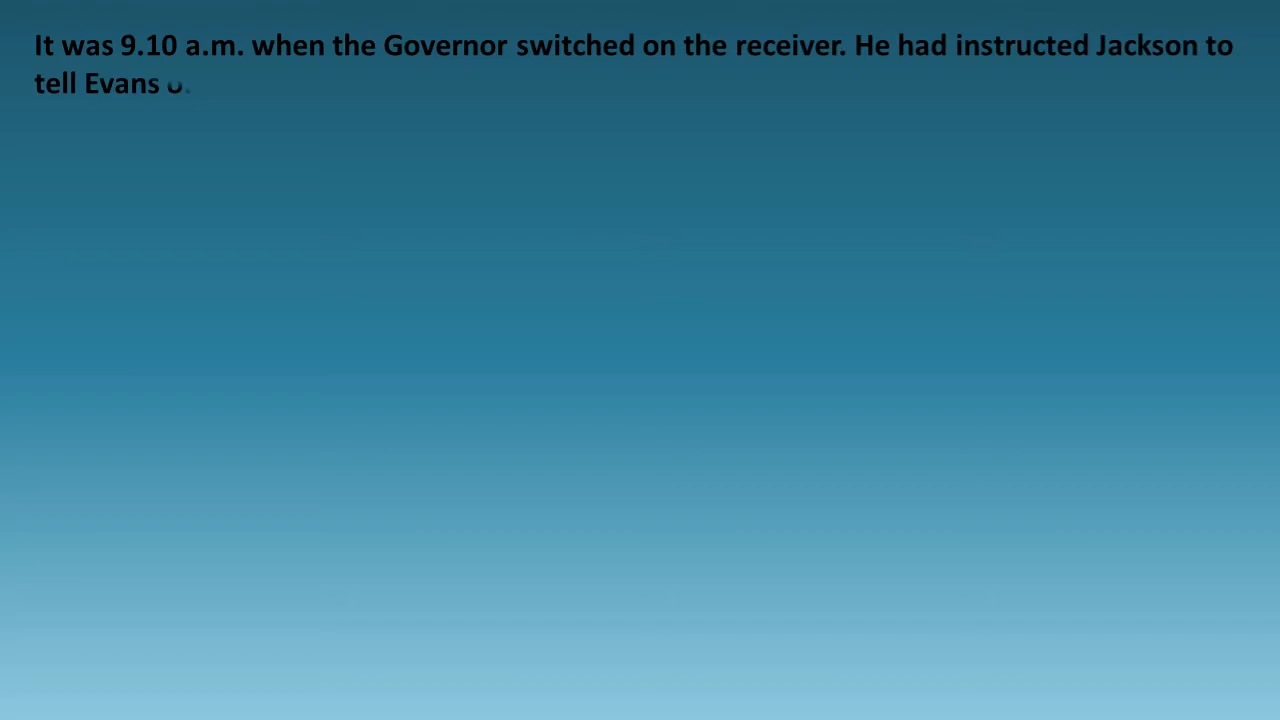 It was 9.10 a.m. when the Governor switched on the receiver. He had instructed Jackson to
tell Evans